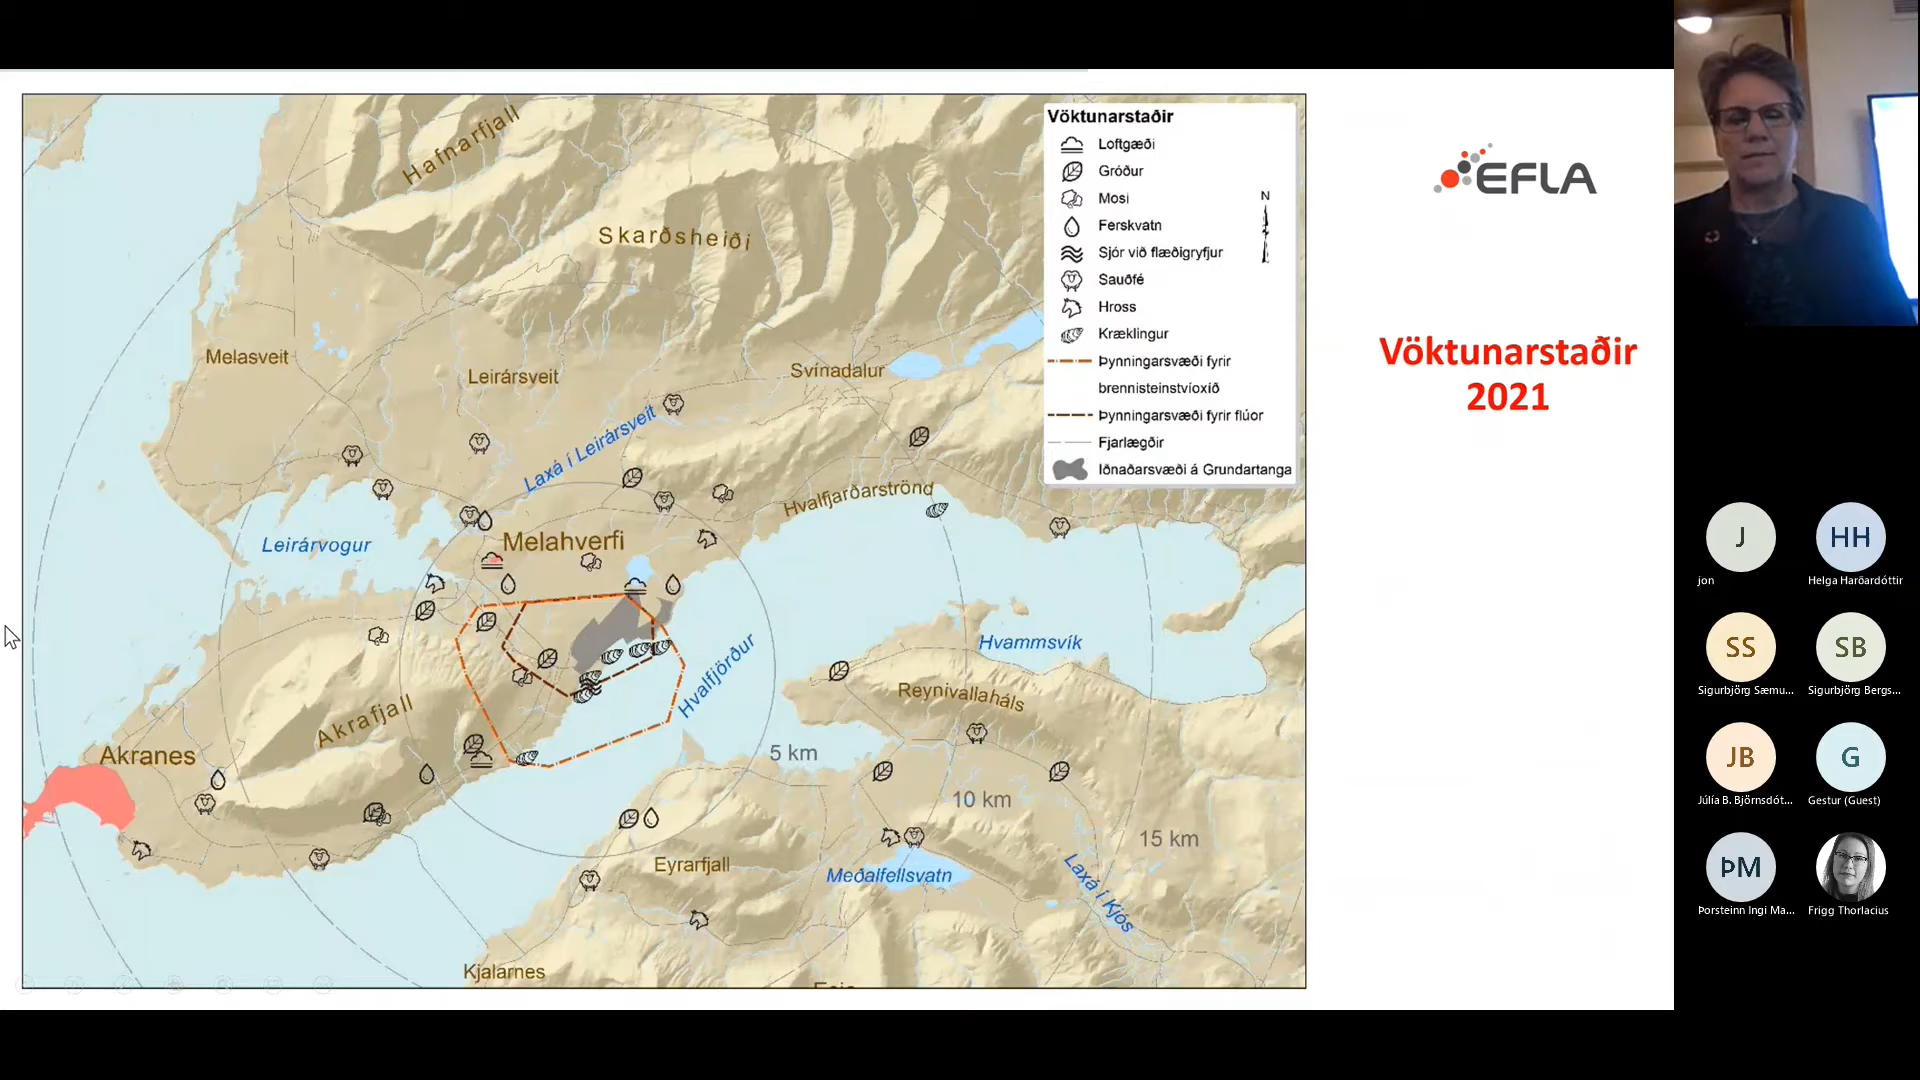 Hafnarfjall
Skarðsheiði
Melasveit
Leirársveit
Svínadalur
Laxá í Leirársveit
Hvalfjarðarströnd
Leirárvogur
Melahverfi
Hvalfjörður
Hvammsvík
Reynivallaháls
Akrafjall
Akranes
5 km
10 km
15 km
Eyrarfjall
Meðalfellsvatn
Laxá í Kjós
Kjalarnes
Vöktunarstaðir
Loftgæði
Gróður
Mosi
N
Ferskvatn
Sjór við flæðigryfjur
Sauðfé
Hross
Kræklingur
Þynningarsvæði fyrir
brennisteinstvíoxíð
Þynningarsvæði fyrir flúor
Fjarlægðir
Iðnaðarsvæði á Grundartanga
EFLA
Vöktunarstaðir
2021
J
jon
HH
Helga Harðardóttir
SS
Sigurbjörg Sæmu...
SB
Sigurbjörg Bergs...
JB
Júlía B. Björnsdót...
G
Gestur (Guest)
ÞM
Þorsteinn Ingi Ma...
Frigg Thorlacius